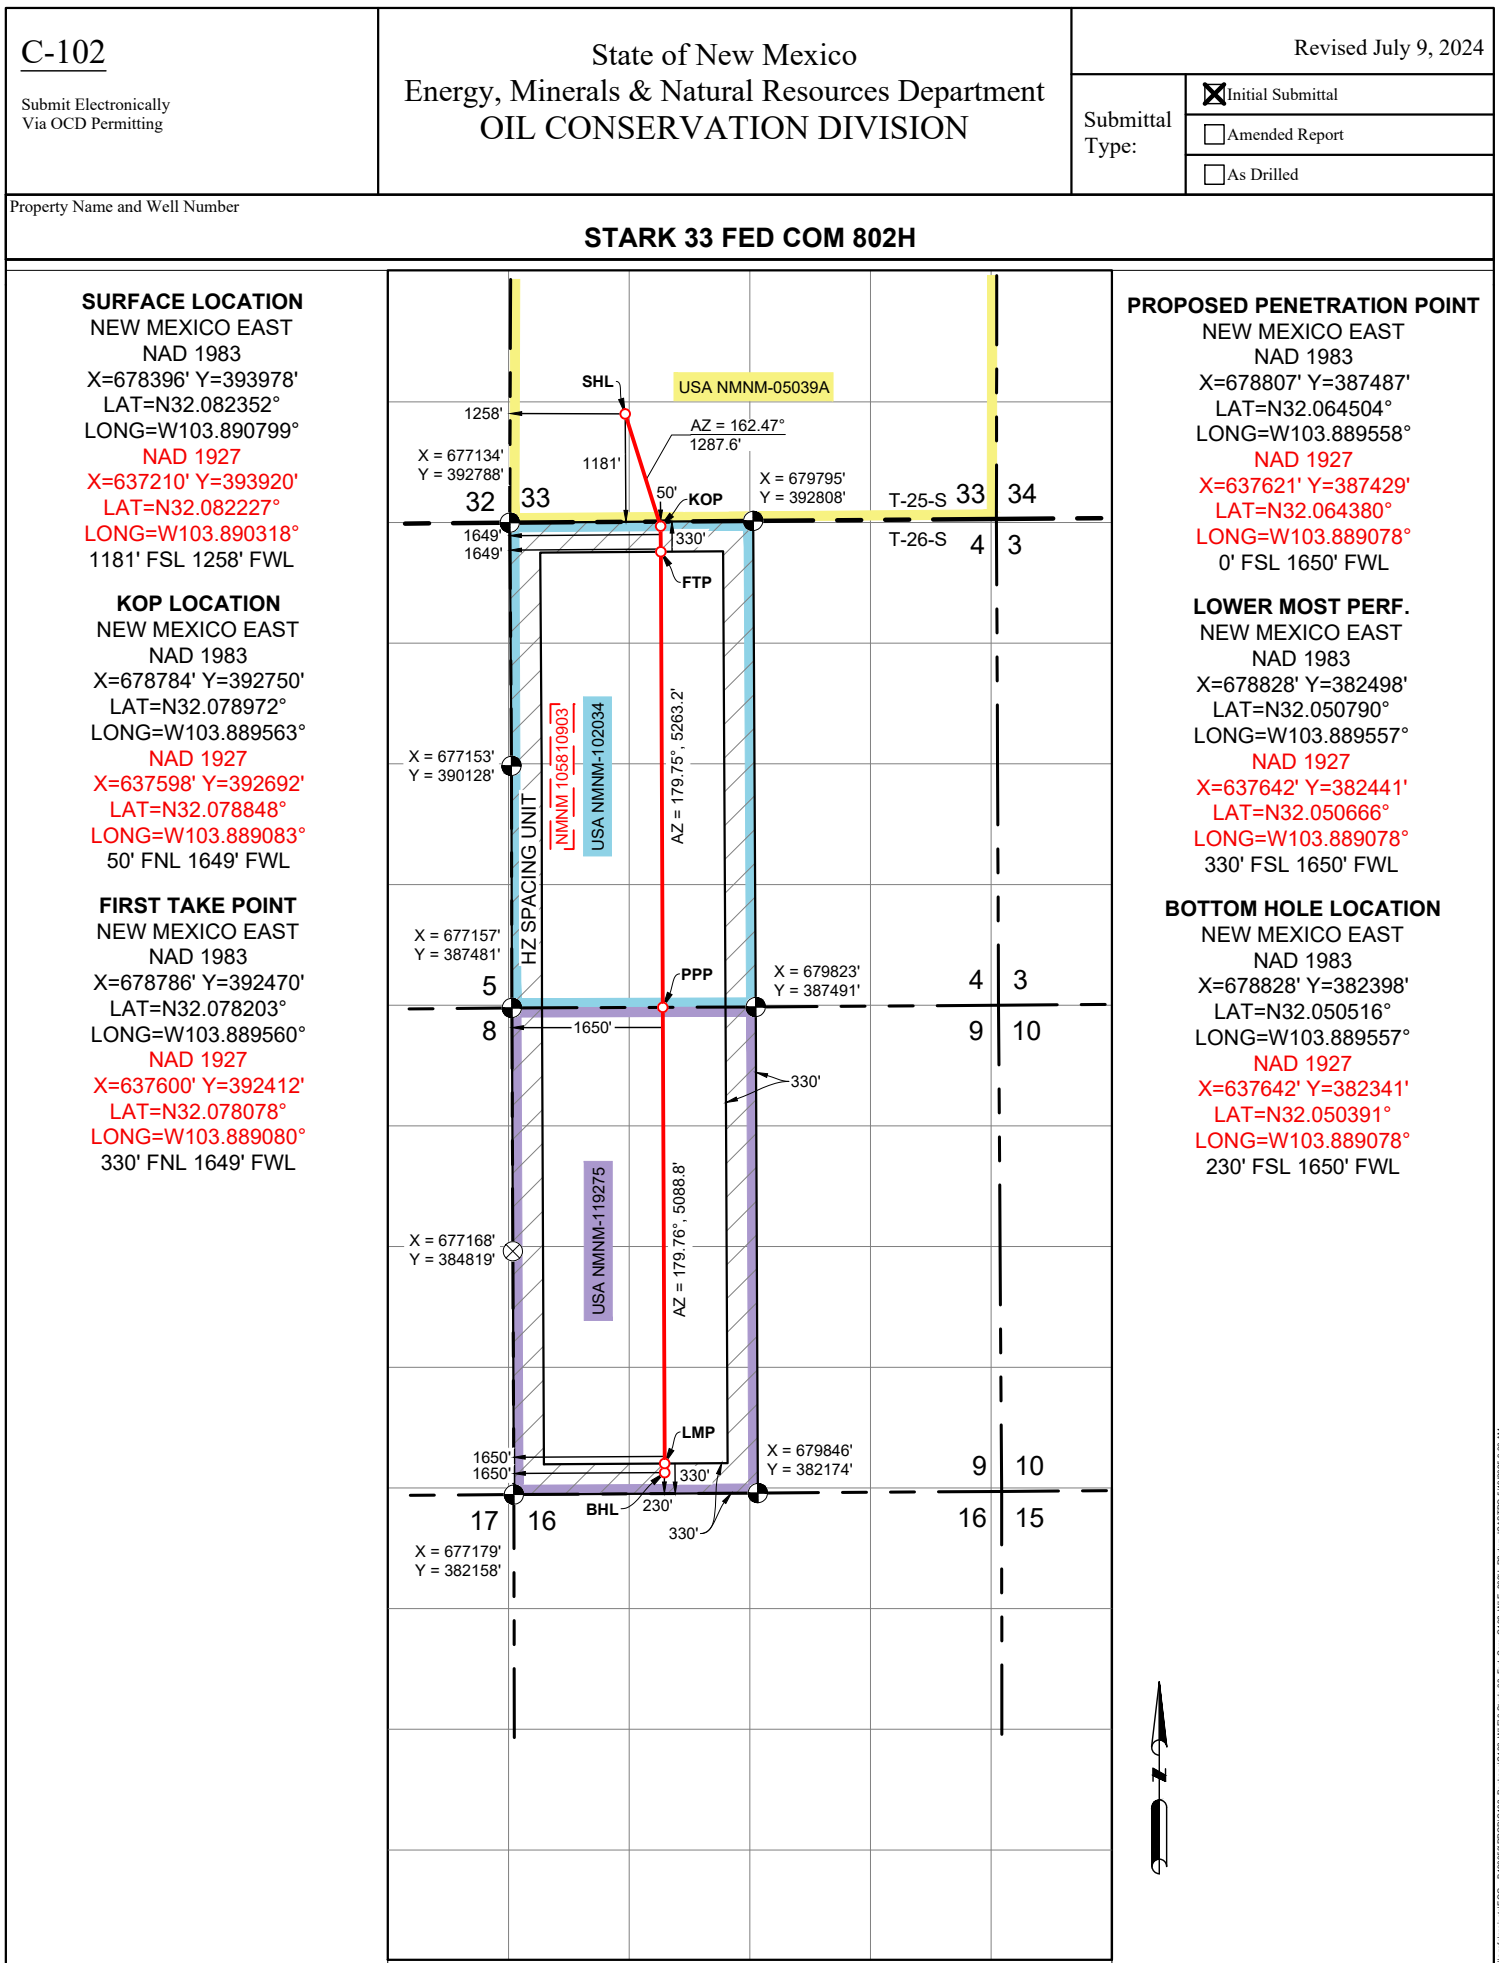 C-102
Submit Electronically
Via OCD Permitting
State of New Mexico
Energy, Minerals & Natural Resources Department
OIL CONSERVATION DIVISION
Revised July 9, 2024
Submittal
Type:
Initial Submittal
Amended Report
As Drilled
Property Name and Well Number
STARK 33 FED COM 802H
SURFACE LOCATION
NEW MEXICO EAST
NAD 1983
X=678396' Y=393978'
LAT=N32.082352°
LONG=W103.890799°
NAD 1927
X=637210' Y=393920'
LAT=N32.082227°
LONG=W103.890318°
1181' FSL 1258' FWL
KOP LOCATION
NEW MEXICO EAST
NAD 1983
X=678784' Y=392750'
LAT=N32.078972°
LONG=W103.889563°
NAD 1927
X=637598' Y=392692'
LAT=N32.078848°
LONG=W103.889083°
50' FNL 1649' FWL
FIRST TAKE POINT
NEW MEXICO EAST
NAD 1983
X=678786' Y=392470'
LAT=N32.078203°
LONG=W103.889560°
NAD 1927
X=637600' Y=392412'
LAT=N32.078078°
LONG=W103.889080°
330' FNL 1649' FWL
SHL
USA NMNM-05039A
1258'
AZ = 162.47°
1287.6'
X = 677134'
Y = 392788'
1181'
X = 679795'
Y = 392808'
50'
KOP
32 33
T-25-S 33 34
1649'
330'
T-26-S 4 3
1649'
FTP
NMNM 105810903
USA NMNM-102034
AZ = 179.75°, 5263.2'
X = 677153'
Y = 390128'
HZ SPACING UNIT
X = 677157'
Y = 387481'
PPP
X = 679823'
Y = 387491'
5
4 3
8
1650'
9 10
330'
USA NMNM-119275
AZ = 179.76°, 5088.8'
X = 677168'
Y = 384819'
LMP
X = 679846'
Y = 382174'
1650'
1650'
330'
9 10
BHL
230'
330'
17 16
16 15
X = 677179'
Y = 382158'
PROPOSED PENETRATION POINT
NEW MEXICO EAST
NAD 1983
X=678807' Y=387487'
LAT=N32.064504°
LONG=W103.889558°
NAD 1927
X=637621' Y=387429'
LAT=N32.064380°
LONG=W103.889078°
0' FSL 1650' FWL
LOWER MOST PERF.
NEW MEXICO EAST
NAD 1983
X=678828' Y=382498'
LAT=N32.050790°
LONG=W103.889557°
NAD 1927
X=637642' Y=382441'
LAT=N32.050666°
LONG=W103.889078°
330' FSL 1650' FWL
BOTTOM HOLE LOCATION
NEW MEXICO EAST
NAD 1983
X=678828' Y=382398'
LAT=N32.050516°
LONG=W103.889557°
NAD 1927
X=637642' Y=382341'
LAT=N32.050391°
LONG=W103.889078°
230' FSL 1650' FWL
N